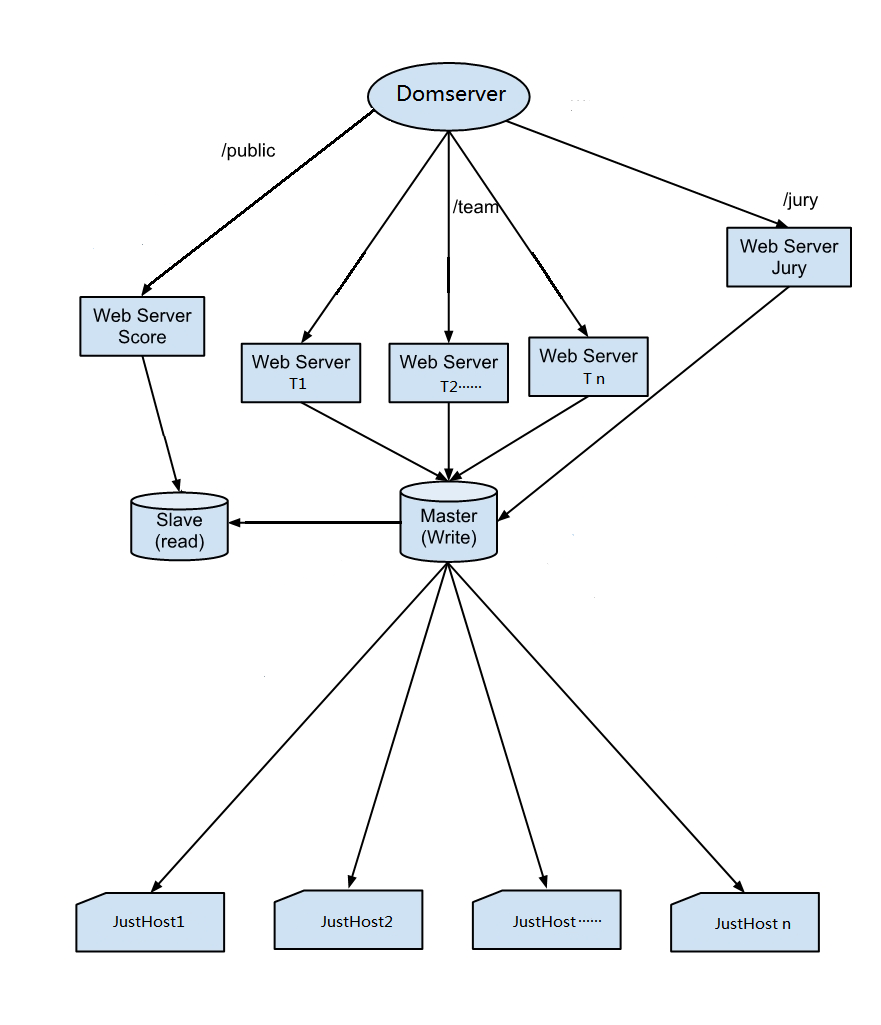 Domserver
/public
/team
/jury
Web Server
Jury
Web Server
Score
Web Server
T1
Web Server
T2······
Web Server
T n
Slave
(read)
Master
(Write)
JustHost1
JustHost2
JustHost······
JustHost n